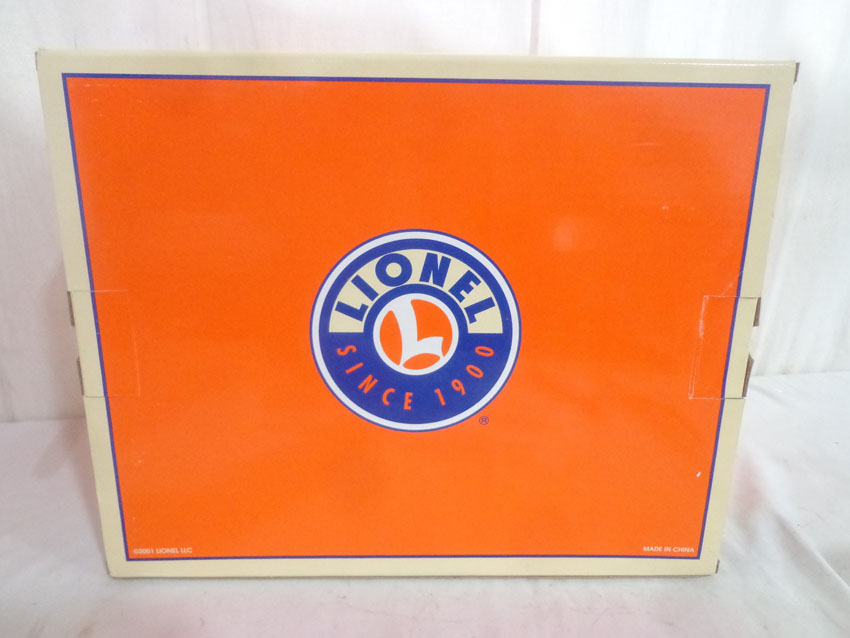 LIONEL
L
SINCE 1900
®
©2001 LIONEL LLC
MADE IN CHINA